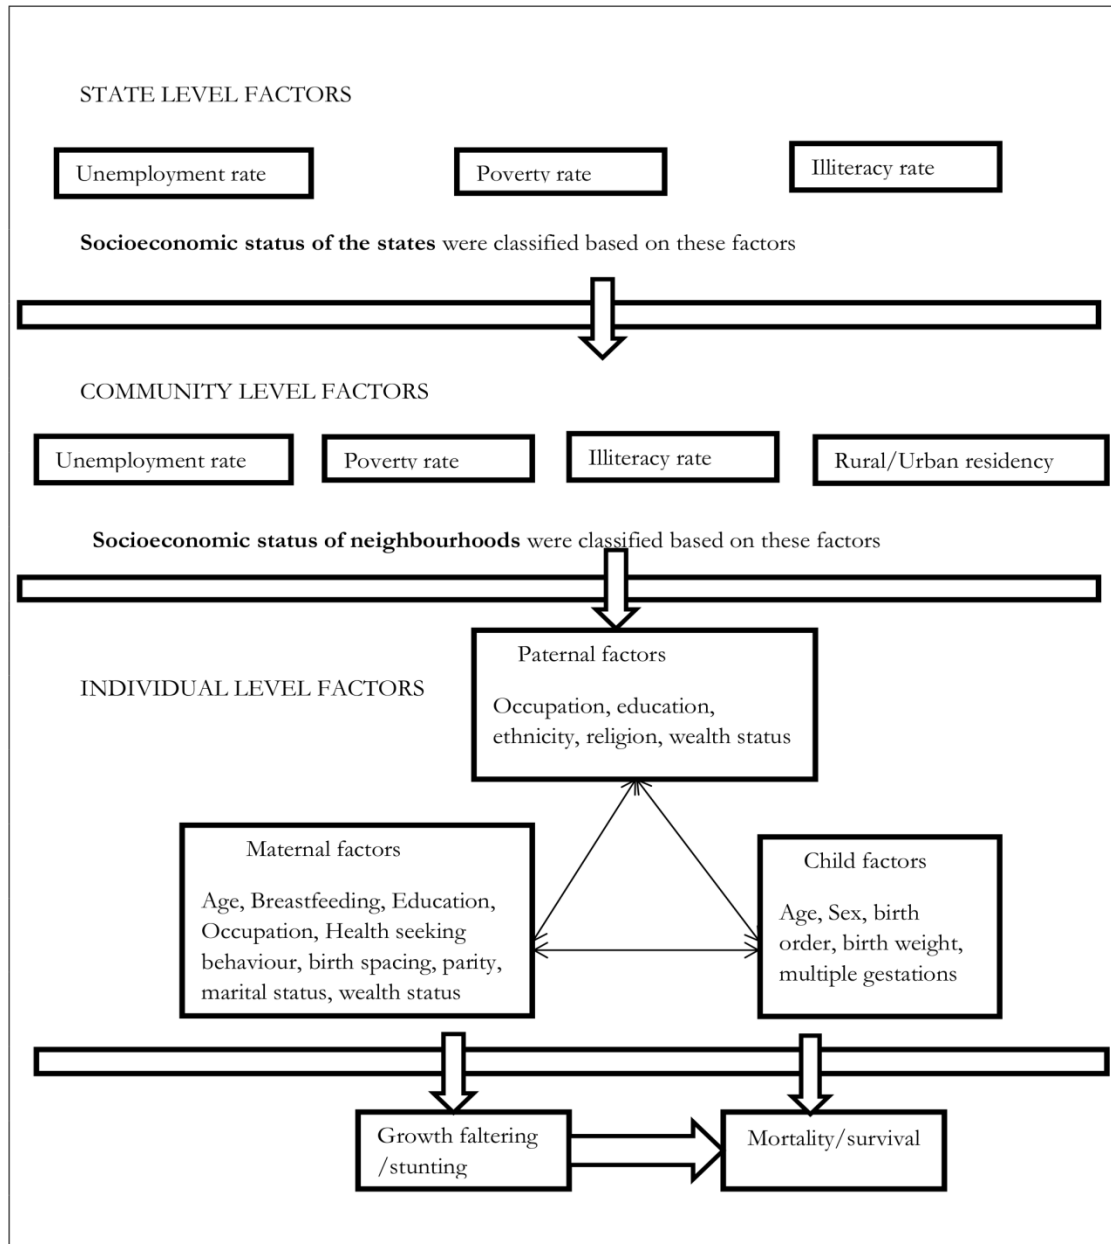 STATE LEVEL FACTORS
Unemployment rate
Poverty rate
Illiteracy rate
Socioeconomic status of the states were classified based on these factors
COMMUNITY LEVEL FACTORS
Unemployment rate
Poverty rate
Illiteracy rate
Rural/Urban residency
Socioeconomic status of neighbourhoods were classified based on these factors
INDIVIDUAL LEVEL FACTORS
Paternal factors
Occupation, education,
ethnicity, religion, wealth status
Maternal factors
Age, Breastfeeding, Education,
Occupation, Health seeking
behaviour, birth spacing, parity,
marital status, wealth status
Child factors
Age, Sex, birth
order, birth weight,
multiple gestations
Growth faltering
/stunting
Mortality/survival